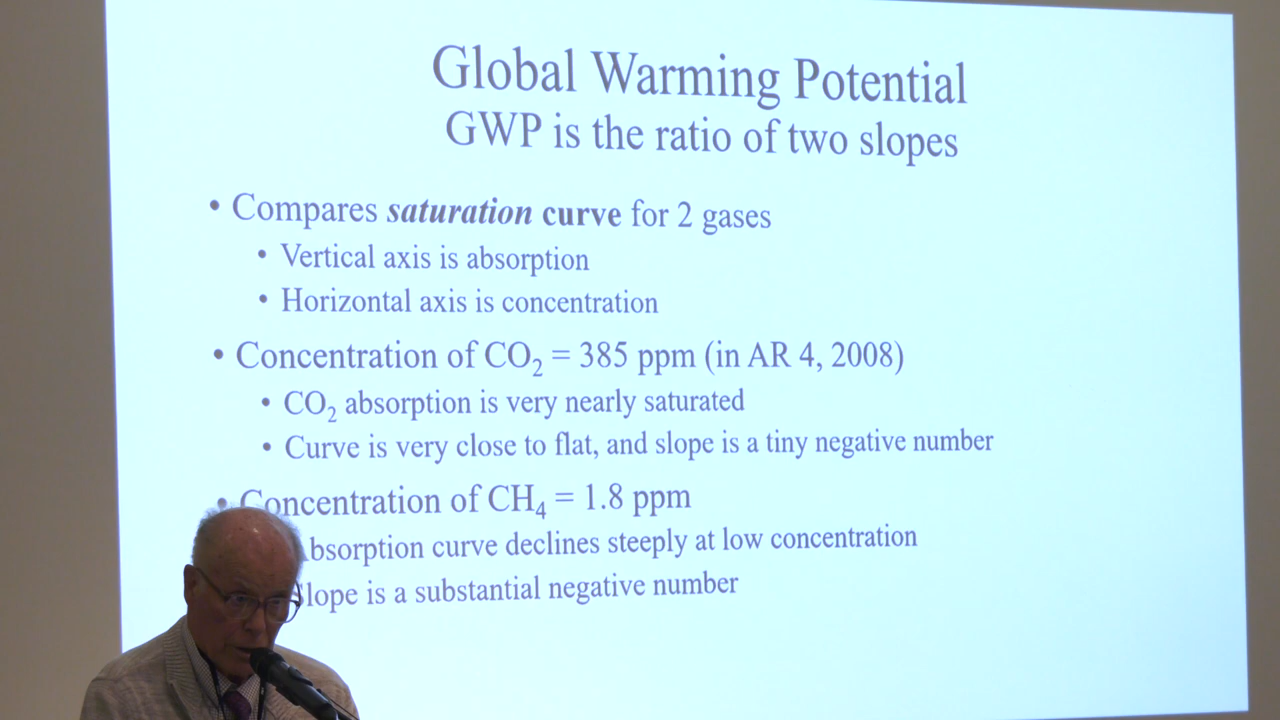 Global Warming Potential
GWP is the ratio of two slopes
• Compares saturation curve for 2 gases
• Vertical axis is absorption
• Horizontal axis is concentration
• Concentration of CO₂ = 385 ppm (in AR 4, 2008)
• CO₂ absorption is very nearly saturated
• Curve is very close to flat, and slope is a tiny negative number
• Concentration of CH₄ = 1.8 ppm
Absorption curve declines steeply at low concentration
Slope is a substantial negative number